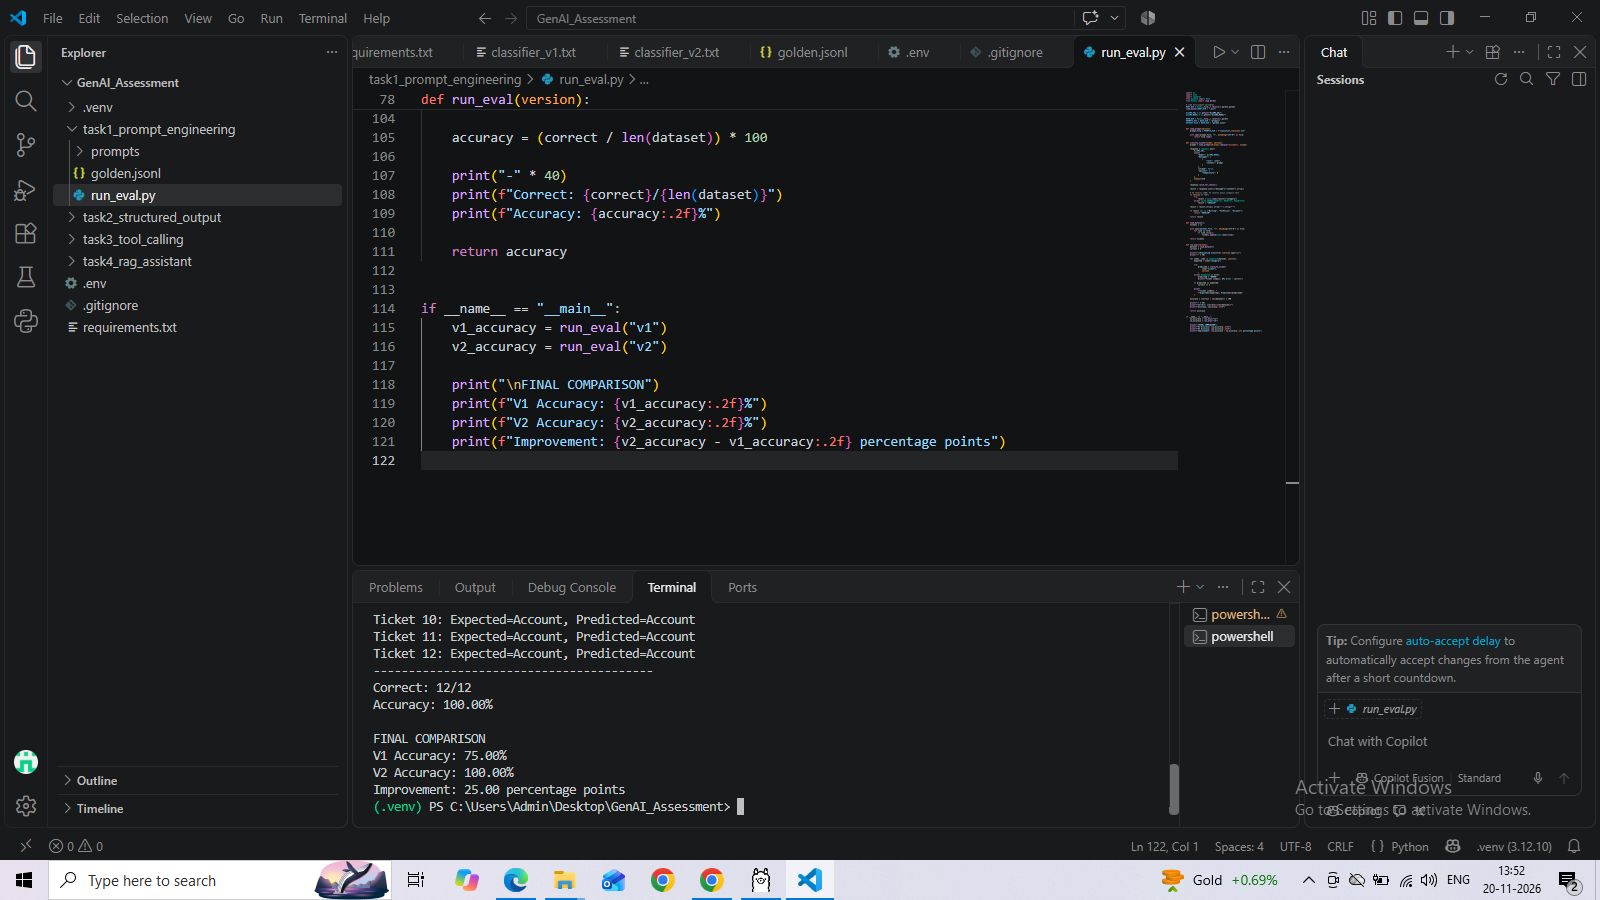 File Edit Selection View Go Run Terminal Help
GenAI_Assessment
Explorer
GenAI_Assessment
.venv
task1_prompt_engineering
prompts
golden.jsonl
run_eval.py
task2_structured_output
task3_tool_calling
task4_rag_assistant
.env
.gitignore
requirements.txt
Outline
Timeline
quirements.txt classifier_v1.txt classifier_v2.txt golden.jsonl .env .gitignore run_eval.py
task1_prompt_engineering > run_eval.py > ...
78 def run_eval(version):
104
105 accuracy = (correct / len(dataset)) * 100
106
107 print("-" * 40)
108 print(f"Correct: {correct}/{len(dataset)}")
109 print(f"Accuracy: {accuracy:.2f}%")
110
111 return accuracy
112
113
114 if __name__ == "__main__":
115 v1_accuracy = run_eval("v1")
116 v2_accuracy = run_eval("v2")
117
118 print("\nFINAL COMPARISON")
119 print(f"V1 Accuracy: {v1_accuracy:.2f}%")
120 print(f"V2 Accuracy: {v2_accuracy:.2f}%")
121 print(f"Improvement: {v2_accuracy - v1_accuracy:.2f} percentage points")
122
Problems Output Debug Console Terminal Ports
Ticket 10: Expected=Account, Predicted=Account
Ticket 11: Expected=Account, Predicted=Account
Ticket 12: Expected=Account, Predicted=Account
----------------------------------------
Correct: 12/12
Accuracy: 100.00%
FINAL COMPARISON
V1 Accuracy: 75.00%
V2 Accuracy: 100.00%
Improvement: 25.00 percentage points
(.venv) PS C:\Users\Admin\Desktop\GenAI_Assessment>
powersh...
powershell
Chat
Sessions
Tip: Configure auto-accept delay to
automatically accept changes from the agent
after a short countdown.
run_eval.py
Chat with Copilot
Copilot Fusion Standard
Activate Windows
Go to Settings to activate Windows.
0 0
Ln 122, Col 1 Spaces: 4 UTF-8 CRLF { } Python .venv (3.12.10)
Type here to search
Gold +0.69%
ENG
13:52
20-11-2026
2